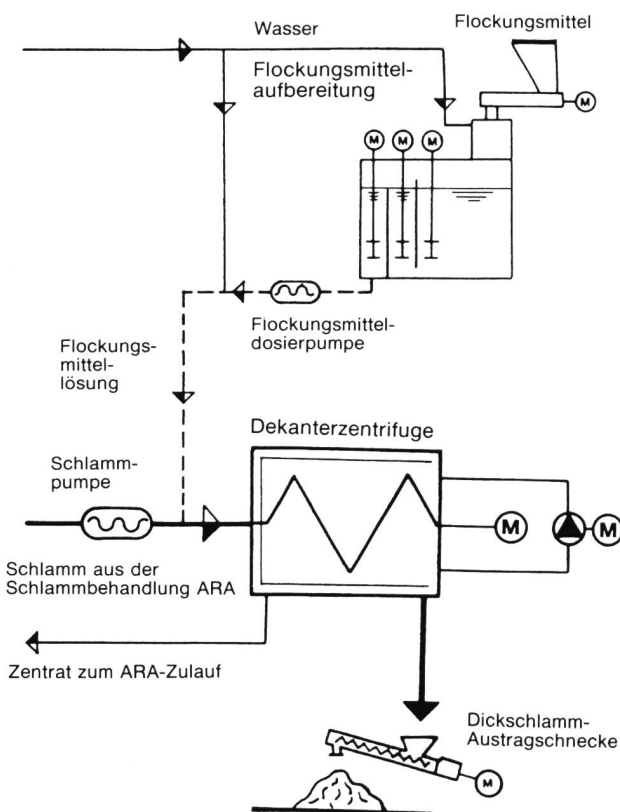 Flockungsmittel
Wasser
Flockungsmittel-
aufbereitung
M
M
M
M
Flockungsmittel-
dosierpumpe
Flockungs-
mittel-
lösung
Dekanterzentrifuge
Schlamm-
pumpe
M
M
Schlamm aus der
Schlammbehandlung ARA
Zentrat zum ARA-Zulauf
Dickschlamm-
Austragschnecke
M